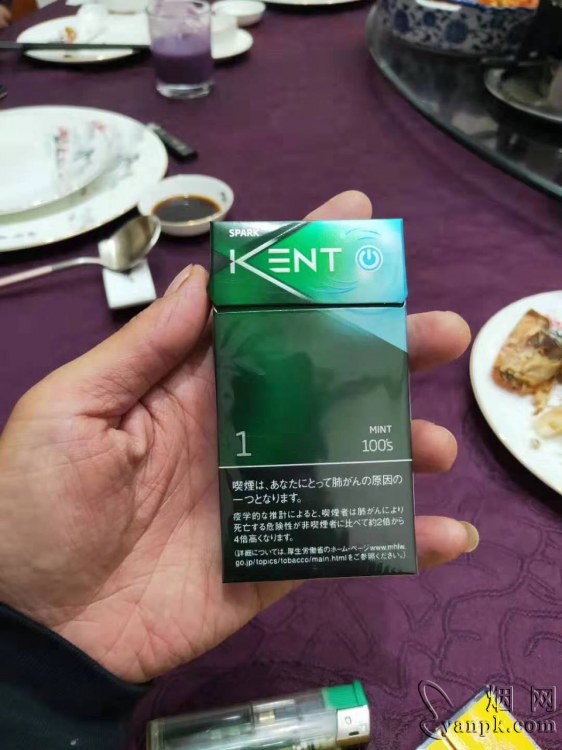 SPARK
KENT
1
MINT
100's
喫煙は、あなたにとって肺がんの原因の
一つとなります。
疫学的な推計によると、喫煙者は肺がんにより
死亡する危険性が非喫煙者に比べて約2倍から
4倍高くなります。
(詳細については、厚生労働省のホーム・ページwww.mhlw.
go.jp/topics/tobacco/main.htmlをご参照ください。)
烟网
yanpk.com